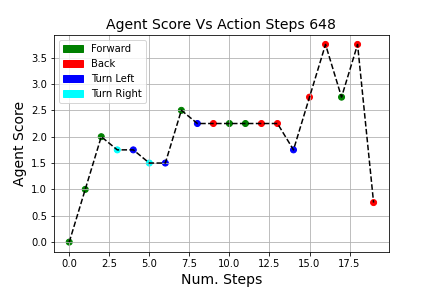 Agent Score Vs Action Steps 648
Forward
Back
Turn Left
Turn Right
Agent Score
3.5
3.0
2.5
2.0
1.5
1.0
0.5
0.0
0.0 2.5 5.0 7.5 10.0 12.5 15.0 17.5
Num. Steps